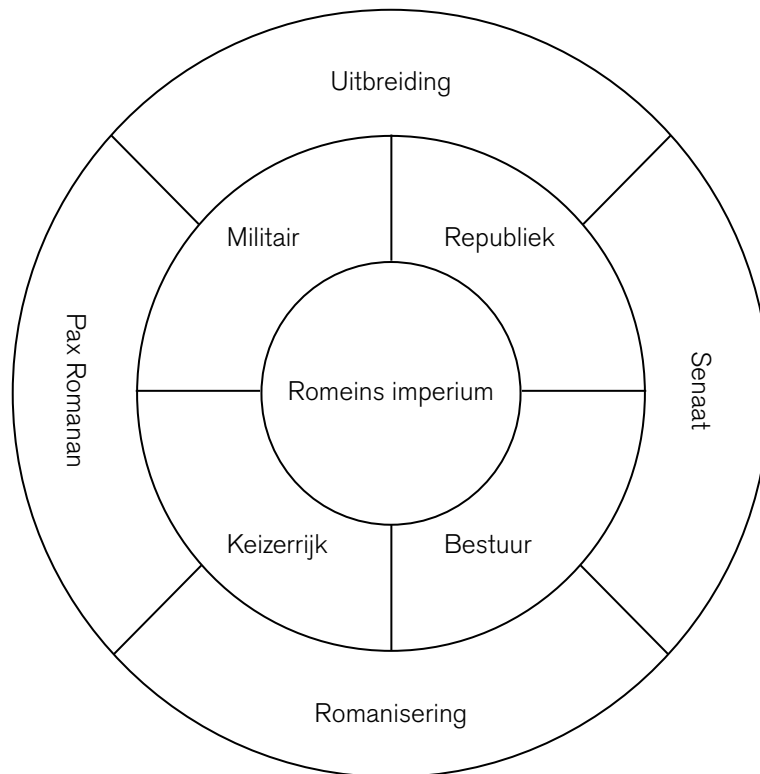 Uitbreiding
Militair
Republiek
Pax Romanan
Romeins imperium
Senaat
Keizerrijk
Bestuur
Romanisering